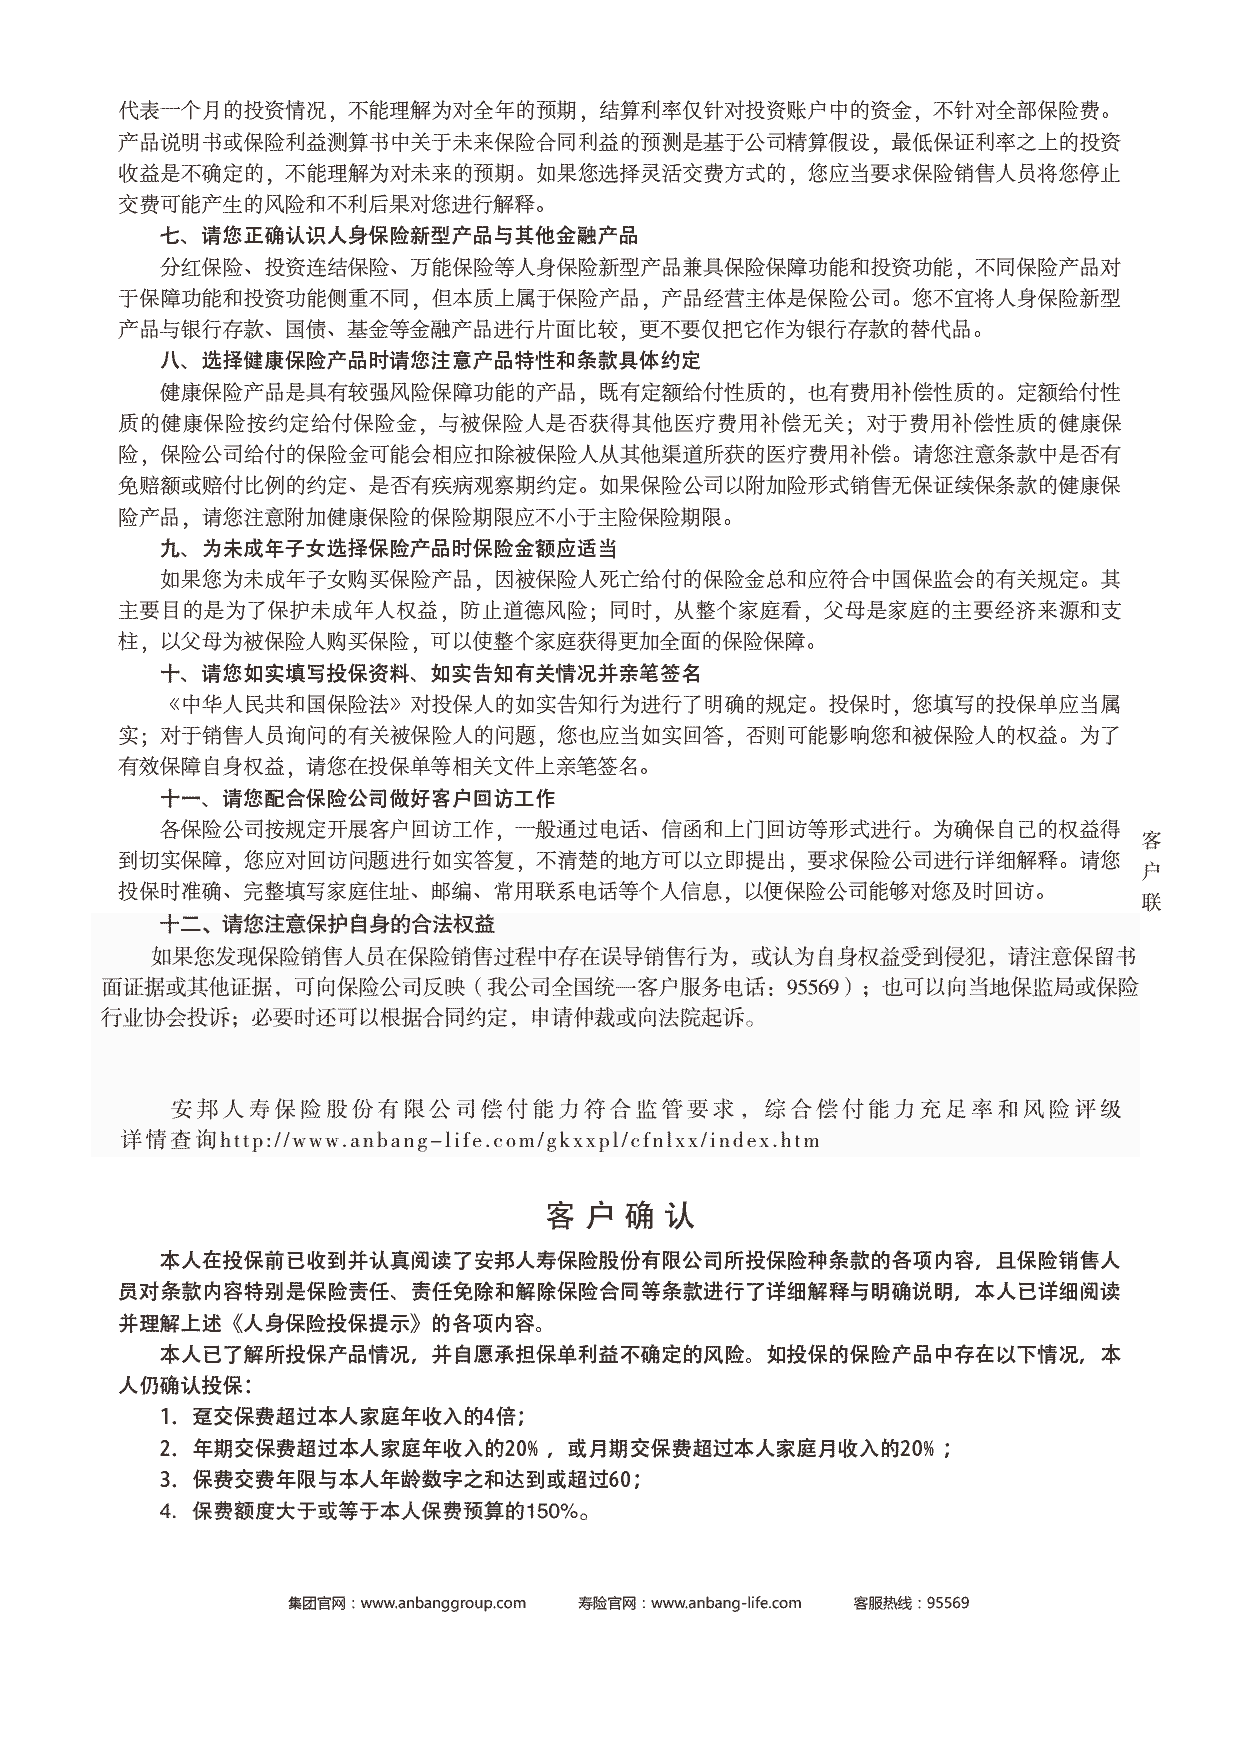 代表一个月的投资情况，不能理解为对全年的预期，结算利率仅针对投资账户中的资金，不针对全部保险费。
产品说明书或保险利益测算书中关于未来保险合同利益的预测是基于公司精算假设，最低保证利率之上的投资
收益是不确定的，不能理解为对未来的预期。如果您选择灵活交费方式的，您应当要求保险销售人员将您停止
交费可能产生的风险和不利后果对您进行解释。
七、请您正确认识人身保险新型产品与其他金融产品
分红保险、投资连结保险、万能保险等人身保险新型产品兼具保险保障功能和投资功能，不同保险产品对
于保障功能和投资功能侧重不同，但本质上属于保险产品，产品经营主体是保险公司。您不宜将人身保险新型
产品与银行存款、国债、基金等金融产品进行片面比较，更不要仅把它作为银行存款的替代品。
八、选择健康保险产品时请您注意产品特性和条款具体约定
健康保险产品是具有较强风险保障功能的产品，既有定额给付性质的，也有费用补偿性质的。定额给付性
质的健康保险按约定给付保险金，与被保险人是否获得其他医疗费用补偿无关；对于费用补偿性质的健康保
险，保险公司给付的保险金可能会相应扣除被保险人从其他渠道所获的医疗费用补偿。请您注意条款中是否有
免赔额或赔付比例的约定、是否有疾病观察期约定。如果保险公司以附加险形式销售无保证续保条款的健康保
险产品，请您注意附加健康保险的保险期限应不小于主险保险期限。
九、为未成年子女选择保险产品时保险金额应适当
如果您为未成年子女购买保险产品，因被保险人死亡给付的保险金总和应符合中国保监会的有关规定。其
主要目的是为了保护未成年人权益，防止道德风险；同时，从整个家庭看，父母是家庭的主要经济来源和支
柱，以父母为被保险人购买保险，可以使整个家庭获得更加全面的保险保障。
十、请您如实填写投保资料、如实告知有关情况并亲笔签名
《中华人民共和国保险法》对投保人的如实告知行为进行了明确的规定。投保时，您填写的投保单应当属
实；对于销售人员询问的有关被保险人的问题，您也应当如实回答，否则可能影响您和被保险人的权益。为了
有效保障自身权益，请您在投保单等相关文件上亲笔签名。
十一、请您配合保险公司做好客户回访工作
各保险公司按规定开展客户回访工作，一般通过电话、信函和上门回访等形式进行。为确保自己的权益得
到切实保障，您应对回访问题进行如实答复，不清楚的地方可以立即提出，要求保险公司进行详细解释。请您
投保时准确、完整填写家庭住址、邮编、常用联系电话等个人信息，以便保险公司能够对您及时回访。
客
户
联
十二、请您注意保护自身的合法权益
如果您发现保险销售人员在保险销售过程中存在误导销售行为，或认为自身权益受到侵犯，请注意保留书
面证据或其他证据，可向保险公司反映（我公司全国统一客户服务电话：95569）；也可以向当地保监局或保险
行业协会投诉；必要时还可以根据合同约定，申请仲裁或向法院起诉。
安邦人寿保险股份有限公司偿付能力符合监管要求，综合偿付能力充足率和风险评级
详情查询http://www.anbang-life.com/gkxxpl/cfnlxx/index.htm
客户确认
本人在投保前已收到并认真阅读了安邦人寿保险股份有限公司所投保险种条款的各项内容，且保险销售人
员对条款内容特别是保险责任、责任免除和解除保险合同等条款进行了详细解释与明确说明，本人已详细阅读
并理解上述《人身保险投保提示》的各项内容。
本人已了解所投保产品情况，并自愿承担保单利益不确定的风险。如投保的保险产品中存在以下情况，本
人仍确认投保：
1. 趸交保费超过本人家庭年收入的4倍；
2. 年期交保费超过本人家庭年收入的20%，或月期交保费超过本人家庭月收入的20%；
3. 保费交费年限与本人年龄数字之和达到或超过60；
4. 保费额度大于或等于本人保费预算的150%。
集团官网：www.anbanggroup.com 寿险官网：www.anbang-life.com 客服热线：95569